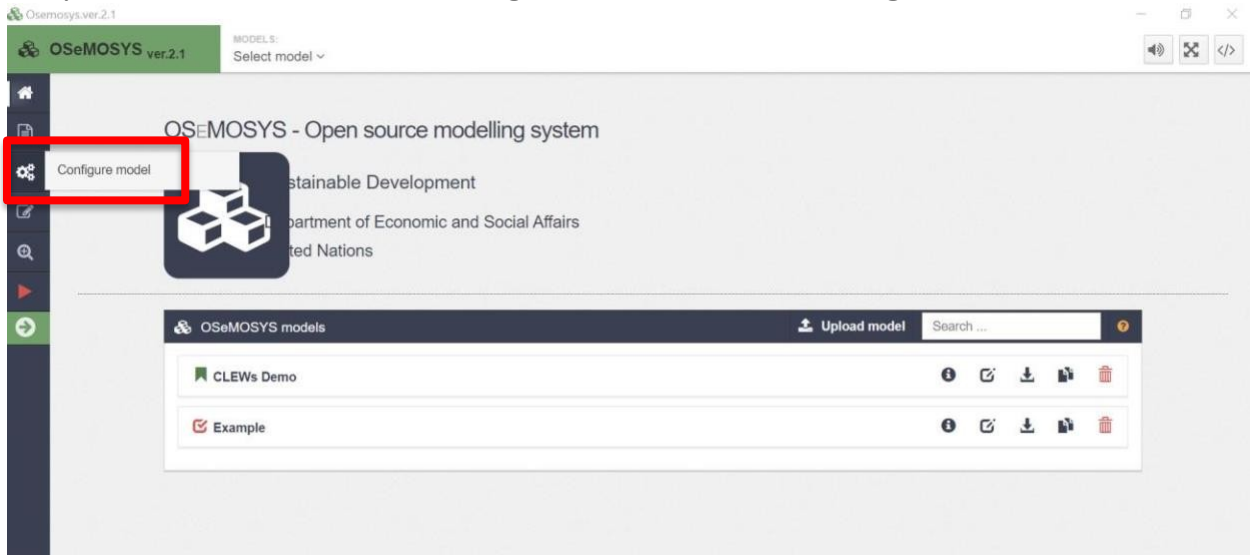 Osemosys.ver.2.1
OSeMOSYS ver.2.1
MODELS:
Select model
OSEMOSYS - Open source modelling system
Configure model
stainable Development
partment of Economic and Social Affairs
ted Nations
OSeMOSYS models
Upload model
Search ...
CLEWs Demo
Example